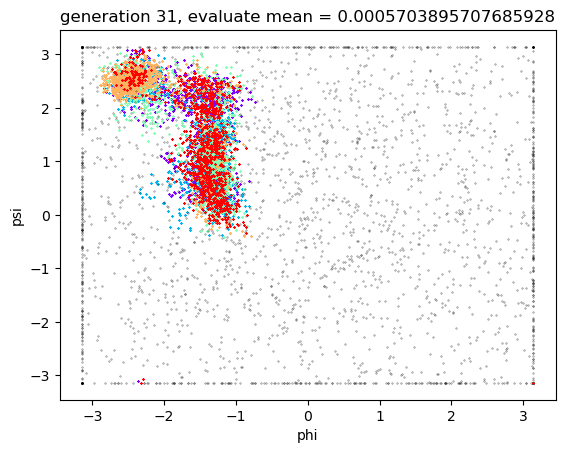 generation 31, evaluate mean = 0.0005703895707685928
3
2
1
0
−1
−2
−3
psi
−3 −2 −1 0 1 2 3
phi